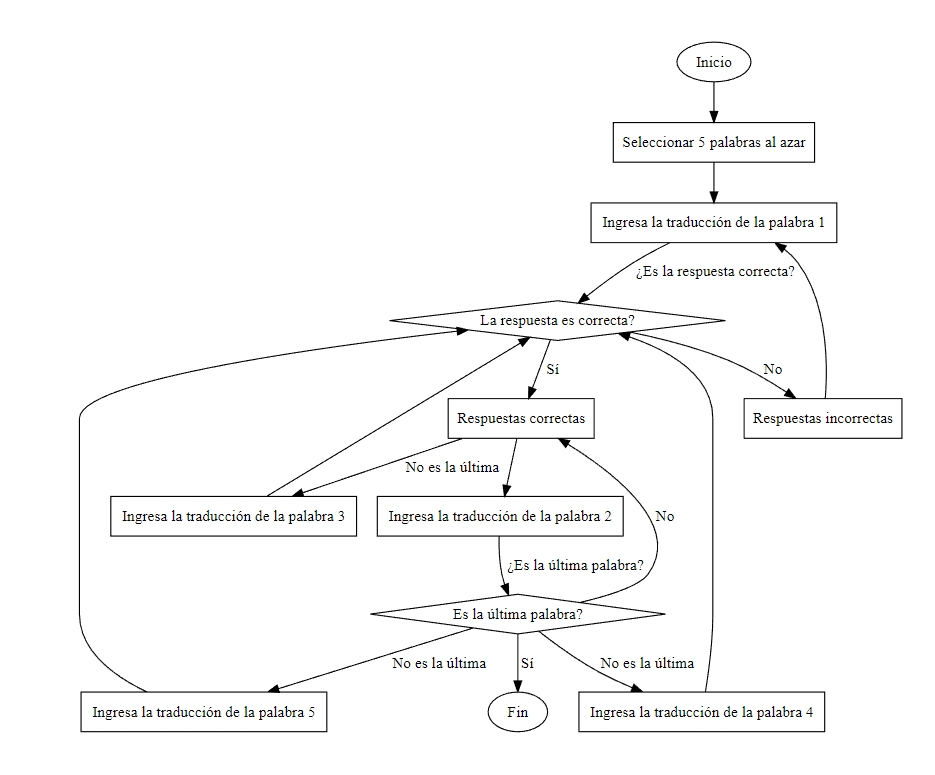 Inicio
Seleccionar 5 palabras al azar
Ingresa la traducción de la palabra 1
¿Es la respuesta correcta?
La respuesta es correcta?
Sí
No
Respuestas correctas
Respuestas incorrectas
No es la última
Ingresa la traducción de la palabra 3
Ingresa la traducción de la palabra 2
No
¿Es la última palabra?
Es la última palabra?
No es la última
Sí
No es la última
Ingresa la traducción de la palabra 5
Fin
Ingresa la traducción de la palabra 4